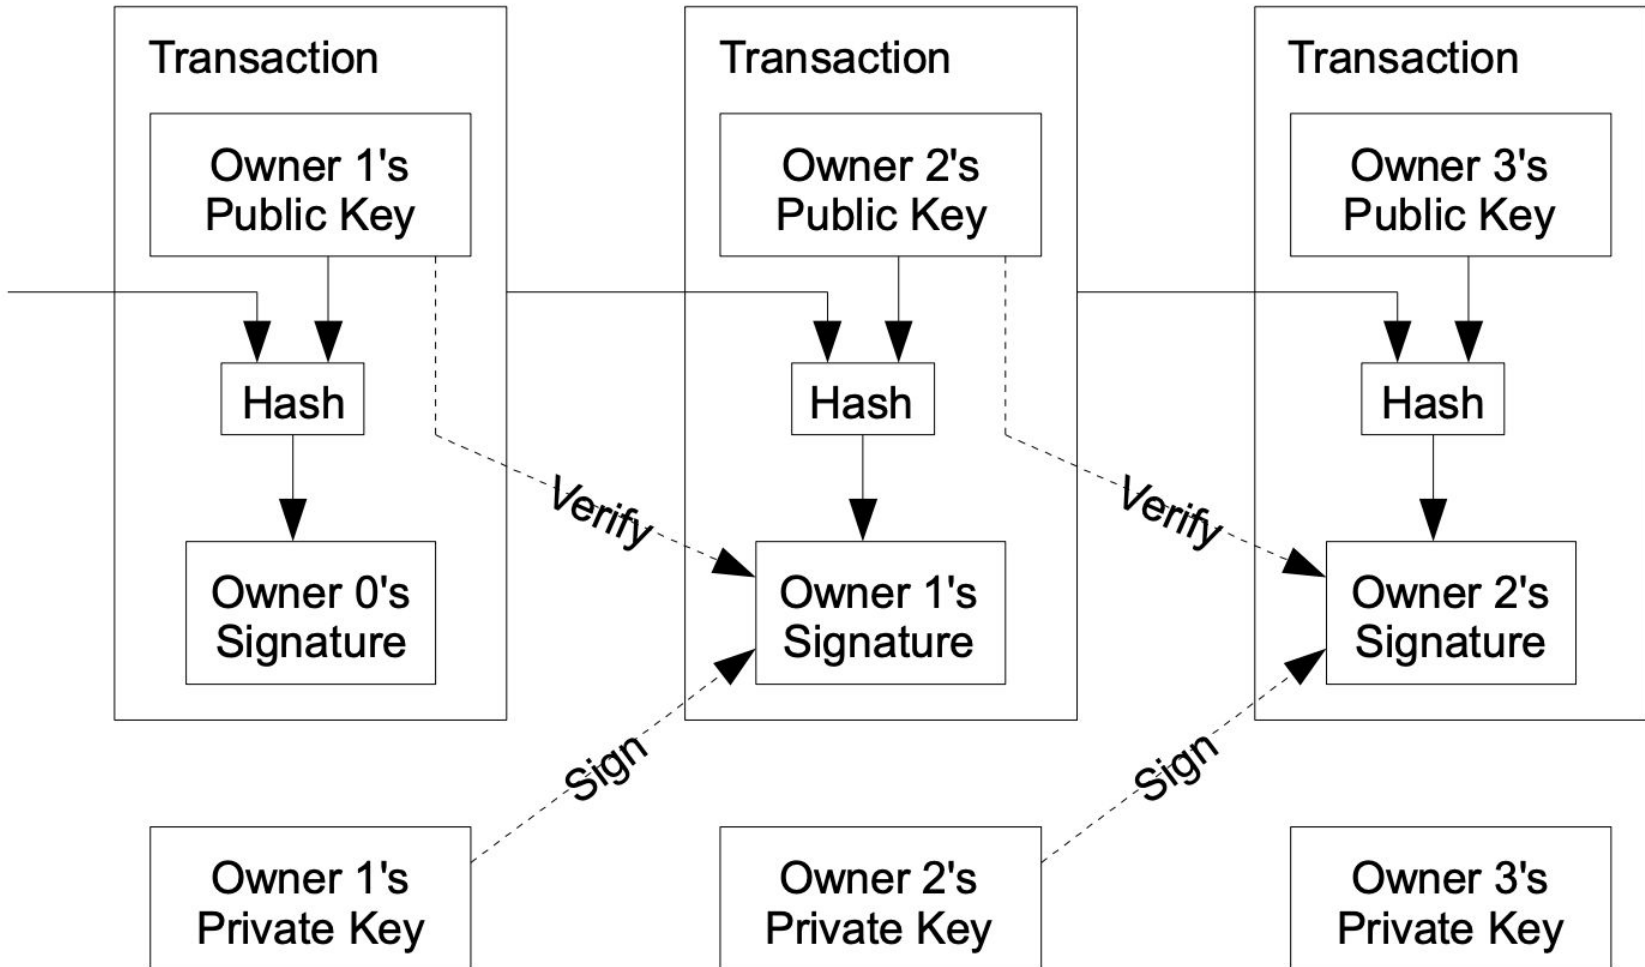 Transaction
Owner 1's
Public Key
Hash
Owner 0's
Signature
Transaction
Owner 2's
Public Key
Hash
Owner 1's
Signature
Transaction
Owner 3's
Public Key
Hash
Owner 2's
Signature
Verify
Verify
Sign
Sign
Owner 1's
Private Key
Owner 2's
Private Key
Owner 3's
Private Key